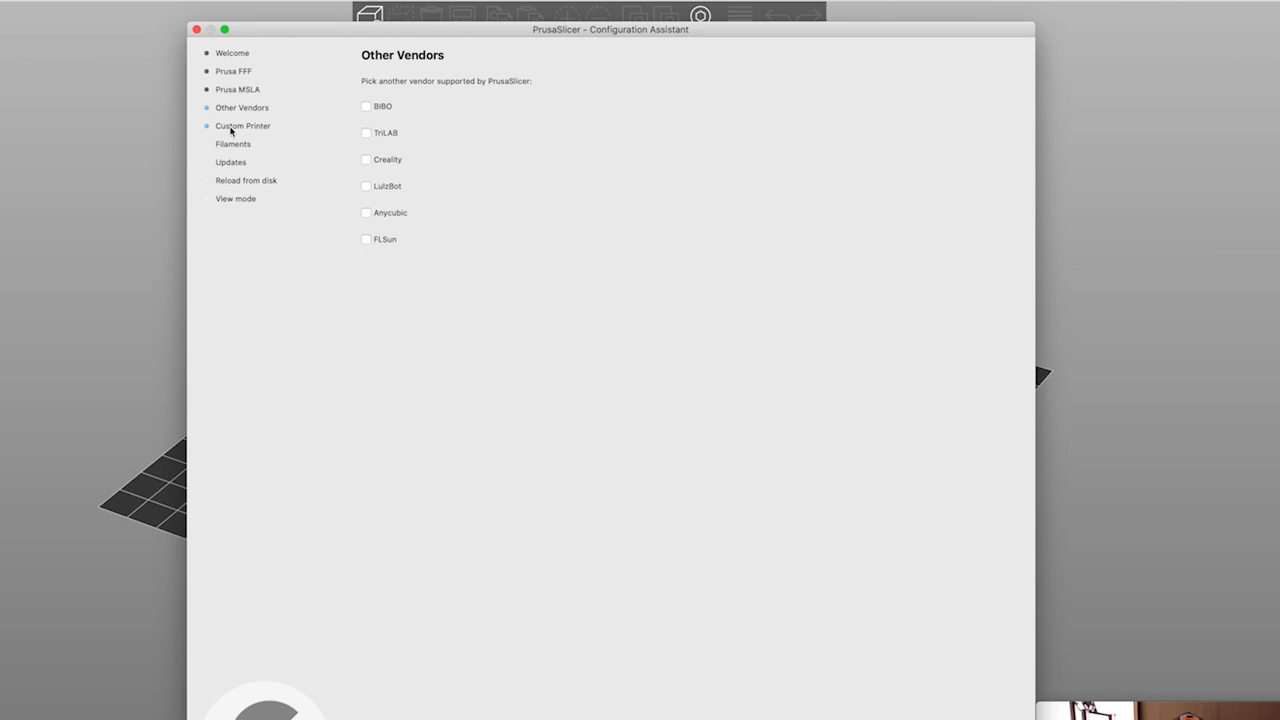 PrusaSlicer - Configuration Assistant
Welcome
Prusa FFF
Prusa MSLA
Other Vendors
Custom Printer
Filaments
Updates
Reload from disk
View mode
Other Vendors
Pick another vendor supported by PrusaSlicer:
BIBO
TriLAB
Creality
LulzBot
Anycubic
FLSun